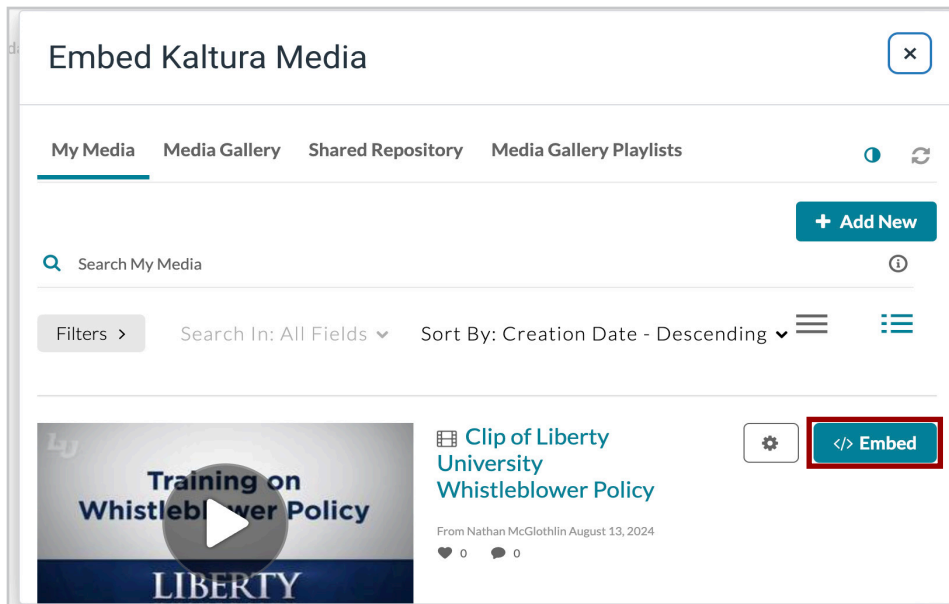 Embed Kaltura Media
My Media Media Gallery Shared Repository Media Gallery Playlists
+ Add New
Search My Media
Filters > Search In: All Fields Sort By: Creation Date - Descending
LU
Training on
Whistleblower Policy
LIBERTY
Clip of Liberty
University
Whistleblower Policy
From Nathan McGlothlin August 13, 2024
0 0
</> Embed